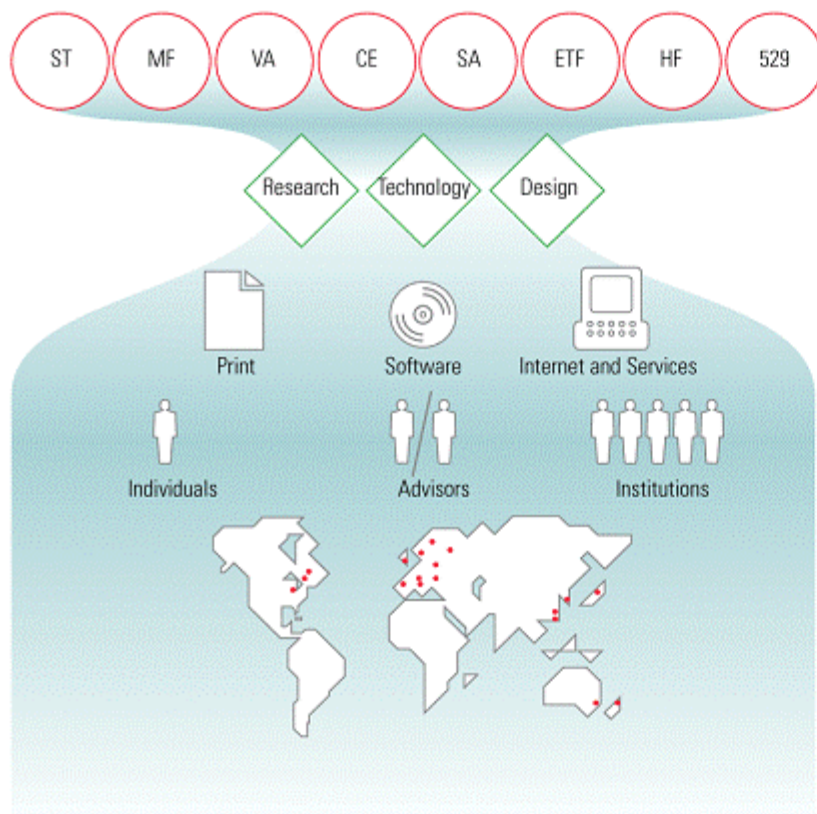 ST MF VA CE SA ETF HF 529
Research Technology Design
Print Software Internet and Services
Individuals Advisors Institutions